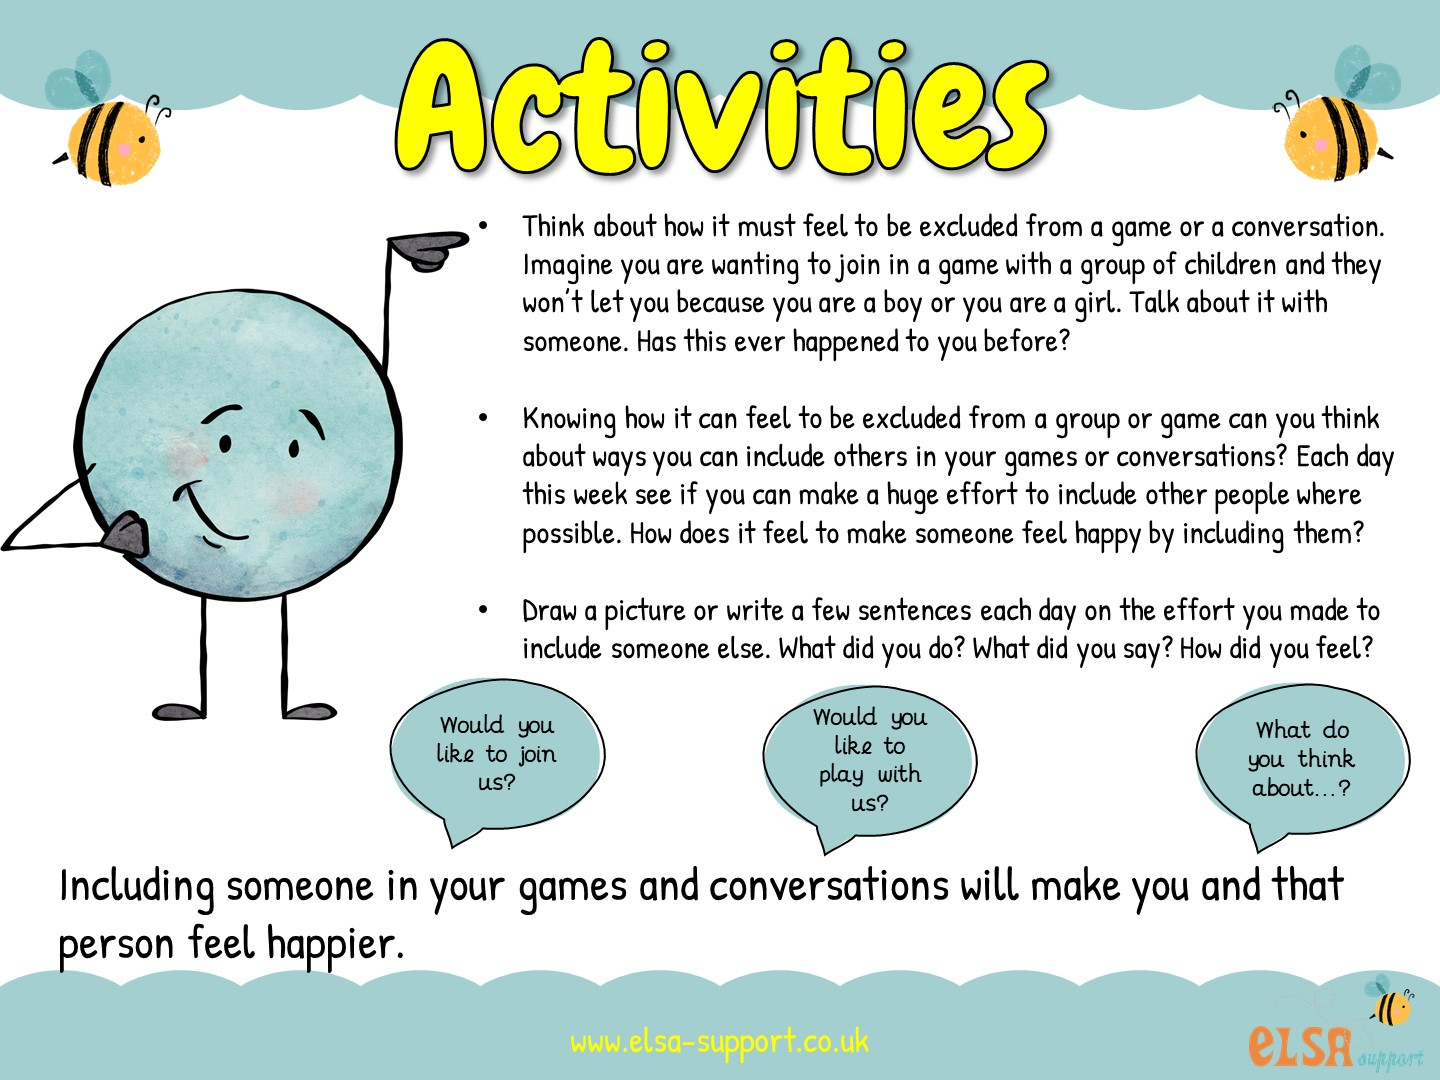 Activities
• Think about how it must feel to be excluded from a game or a conversation.
Imagine you are wanting to join in a game with a group of children and they
won't let you because you are a boy or you are a girl. Talk about it with
someone. Has this ever happened to you before?
• Knowing how it can feel to be excluded from a group or game can you think
about ways you can include others in your games or conversations? Each day
this week see if you can make a huge effort to include other people where
possible. How does it feel to make someone feel happy by including them?
• Draw a picture or write a few sentences each day on the effort you made to
include someone else. What did you do? What did you say? How did you feel?
Would you
like to join
us?
Would you
like to
play with
us?
What do
you think
about...?
Including someone in your games and conversations will make you and that
person feel happier.
www.elsa-support.co.uk
ELSA
support